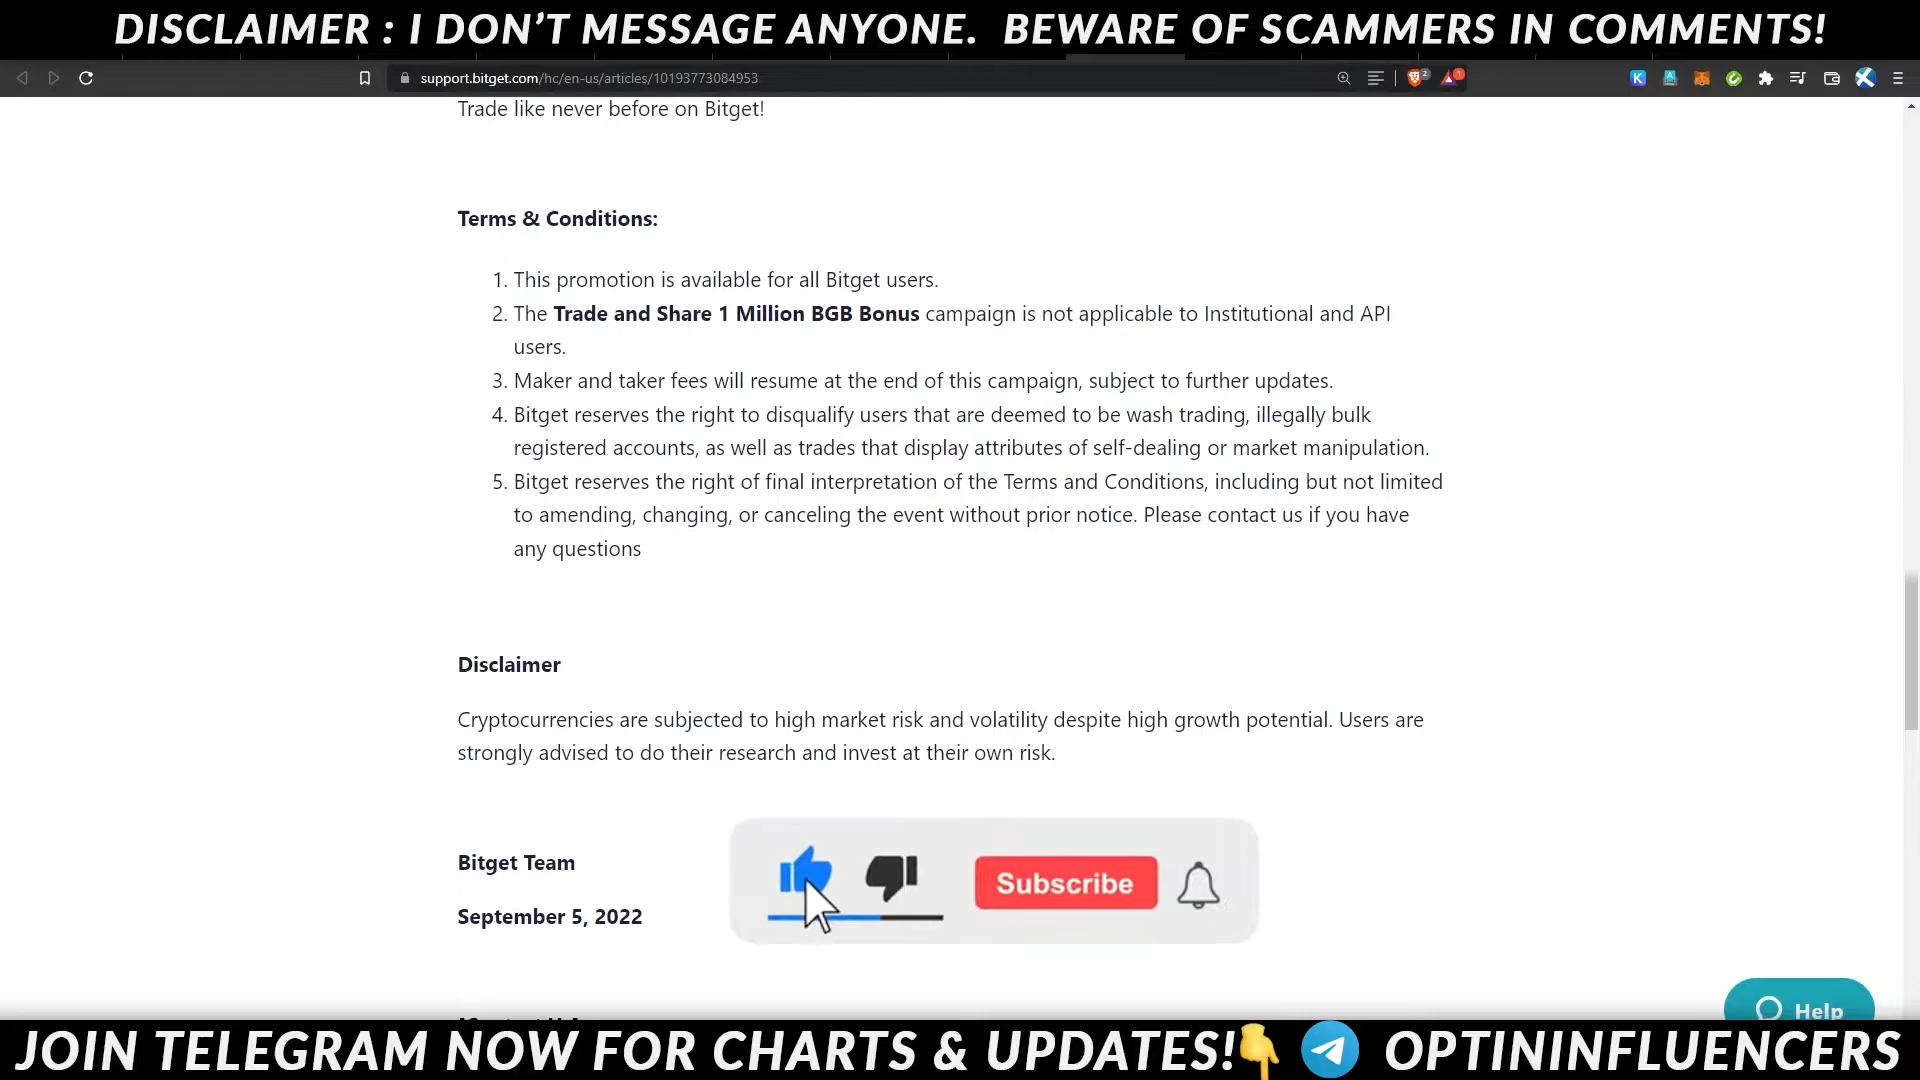 DISCLAIMER : I DON’T MESSAGE ANYONE. BEWARE OF SCAMMERS IN COMMENTS!
support.bitget.com/hc/en-us/articles/10193773084953
2
1
Trade like never before on Bitget!
Terms & Conditions:
1. This promotion is available for all Bitget users.
2. The Trade and Share 1 Million BGB Bonus campaign is not applicable to Institutional and API
users.
3. Maker and taker fees will resume at the end of this campaign, subject to further updates.
4. Bitget reserves the right to disqualify users that are deemed to be wash trading, illegally bulk
registered accounts, as well as trades that display attributes of self-dealing or market manipulation.
5. Bitget reserves the right of final interpretation of the Terms and Conditions, including but not limited
to amending, changing, or canceling the event without prior notice. Please contact us if you have
any questions
Disclaimer
Cryptocurrencies are subjected to high market risk and volatility despite high growth potential. Users are
strongly advised to do their research and invest at their own risk.
Bitget Team
Subscribe
September 5, 2022
Help
JOIN TELEGRAM NOW FOR CHARTS & UPDATES!👇 OPTININFLUENCERS